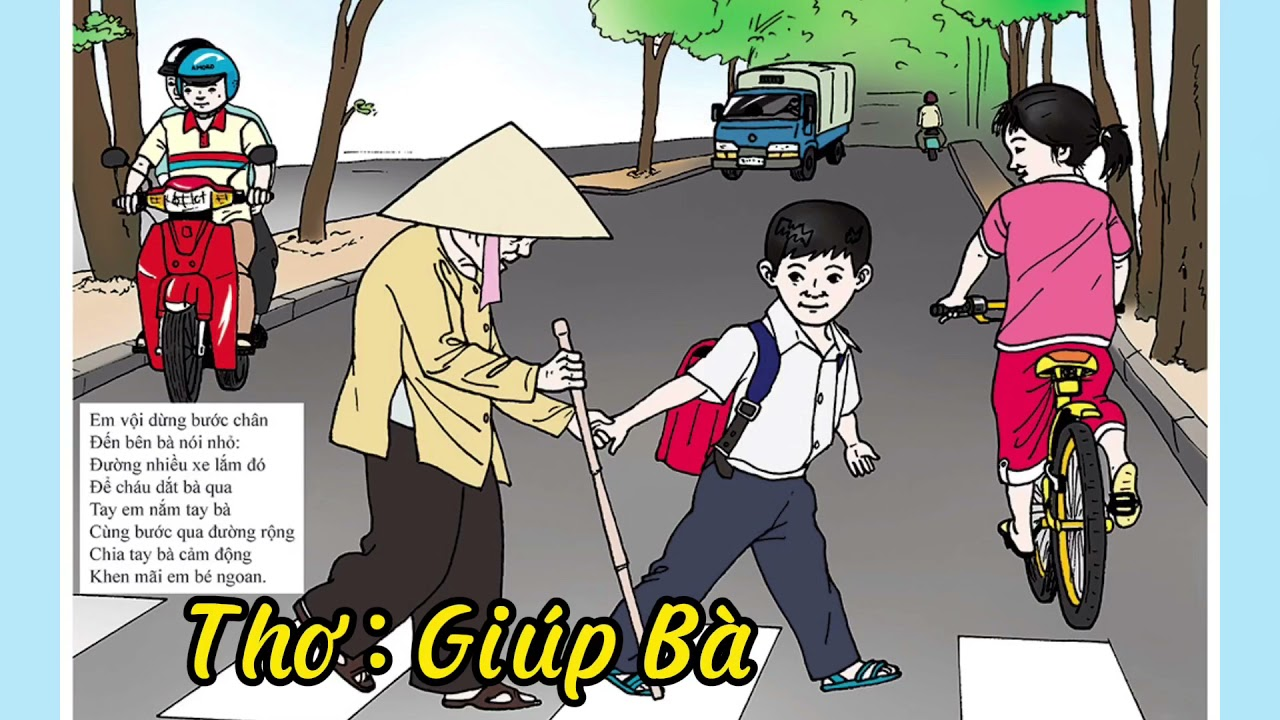 Em vội dừng bước chân
Đến bên bà nói nhỏ:
Đường nhiều xe lắm đó
Để cháu dắt bà qua
Tay em nắm tay bà
Cùng bước qua đường rộng
Chia tay bà cảm động
Khen mãi em bé ngoan.
Thơ : Giúp Bà